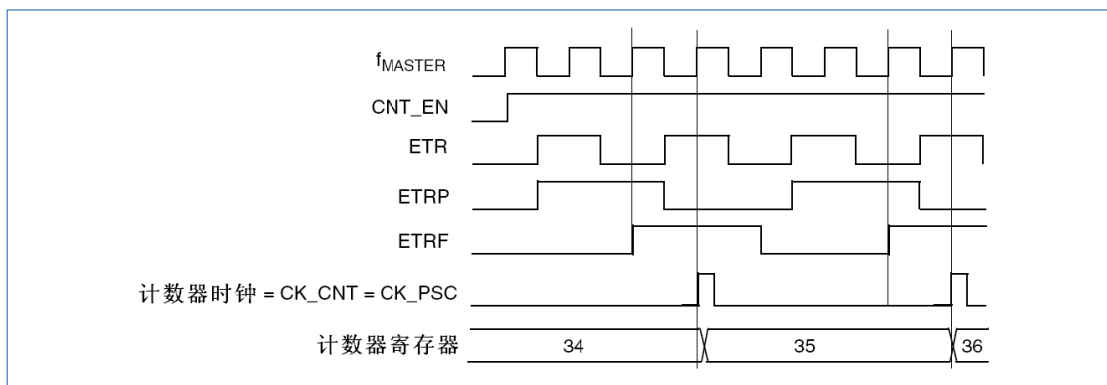 fMASTER
CNT_EN
ETR
ETRP
ETRF
计数器时钟 = CK_CNT = CK_PSC
计数器寄存器 34 35 36